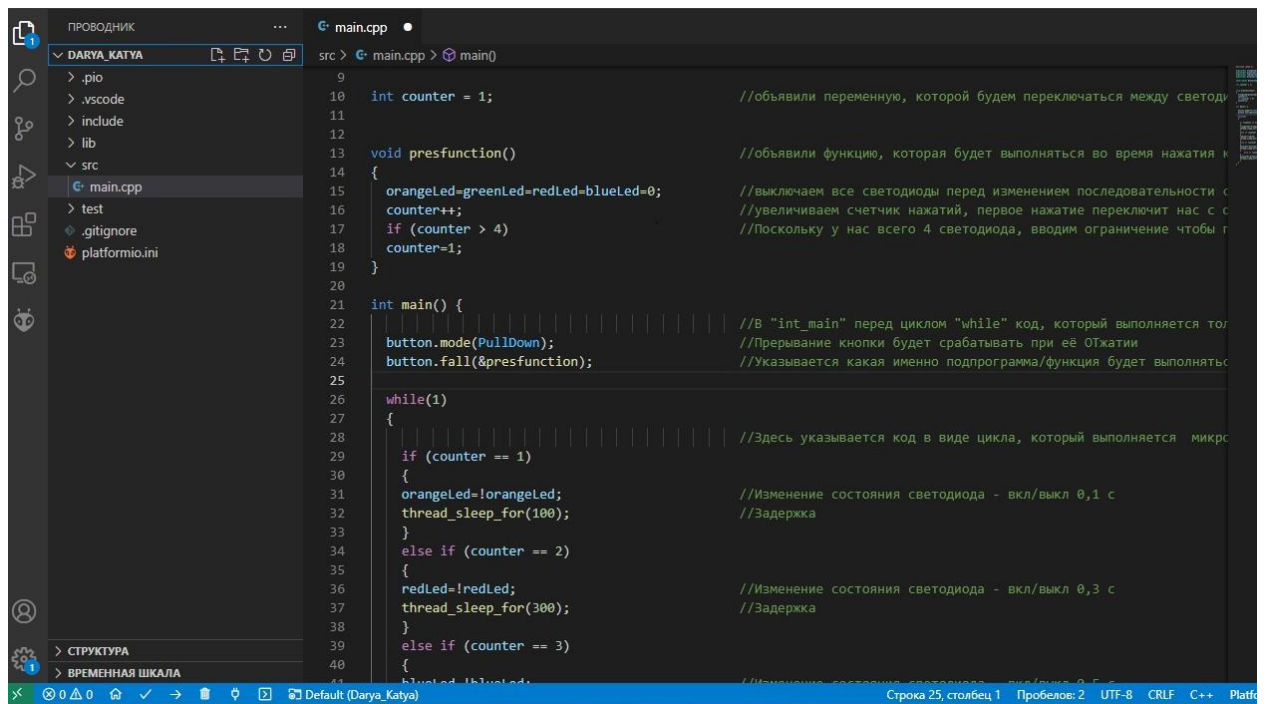 ПРОВОДНИК
DARYA_KATYA
.pio
.vscode
include
lib
src
main.cpp
test
.gitignore
platformio.ini
СТРУКТУРА
ВРЕМЕННАЯ ШКАЛА
main.cpp
src > main.cpp > main()
9
10 int counter = 1; //объявили переменную, которой будем переключаться между
11
12
13 void presfunction() //объявили функцию, которая будет выполняться во время нажатия
14 {
15 orangeLed=greenLed=redLed=blueLed=0; //выключаем все светодиоды перед изменением последовательности
16 counter++; //увеличиваем счетчик нажатий, первое нажатие переключит нас с
17 if (counter > 4) //Поскольку у нас всего 4 светодиода, вводим ограничение чтобы
18 counter=1;
19 }
20
21 int main() {
22 //В "int_main" перед циклом "while" код, который выполняется
23 button.mode(PullDown); //Прерывание кнопки будет срабатывать при её ОТжатии
24 button.fall(&presfunction); //Указывается какая именно подпрограмма/функция будет
25
26 while(1)
27 {
28 //Здесь указывается код в виде цикла, который выполняется
29 if (counter == 1)
30 {
31 orangeLed=!orangeLed; //Изменение состояния светодиода - вкл/выкл 0,1 с
32 thread_sleep_for(100); //Задержка
33 }
34 else if (counter == 2)
35 {
36 redLed=!redLed; //Изменение состояния светодиода - вкл/выкл 0,3 с
37 thread_sleep_for(300); //Задержка
38 }
39 else if (counter == 3)
40 {
0 0 Default (Darya_Katya) Строка 25, столбец 1 Пробелов: 2 UTF-8 CRLF C++